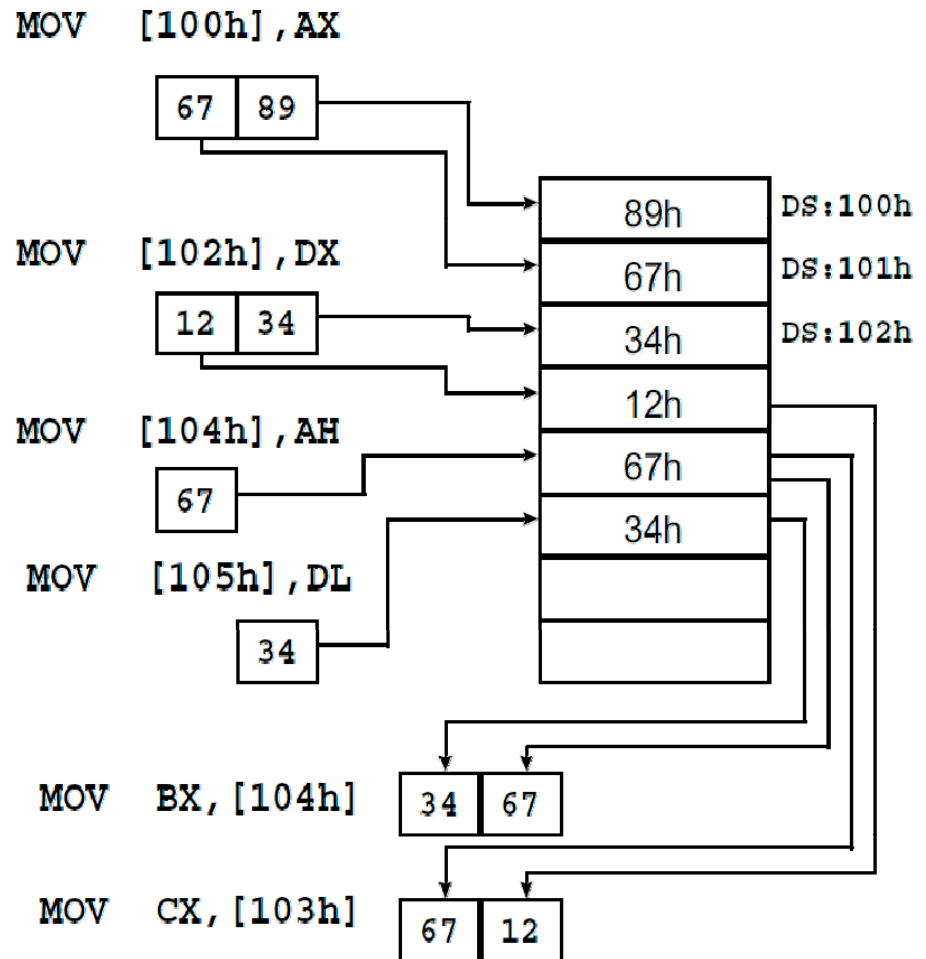 MOV [100h],AX
67 89
89h DS:100h
MOV [102h],DX
67h DS:101h
12 34
34h DS:102h
12h
MOV [104h],AH
67h
67
34h
MOV [105h],DL
34
MOV BX,[104h] 34 67
MOV CX,[103h] 67 12